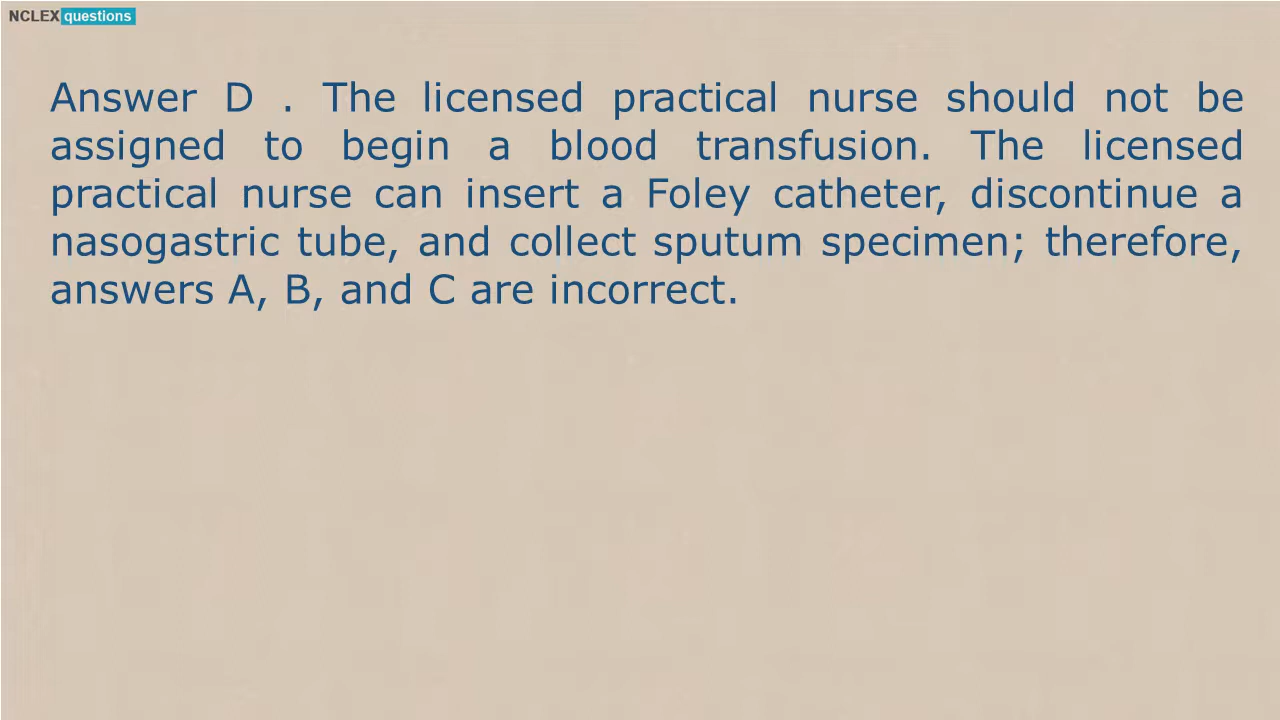 NCLEX questions
Answer D . The licensed practical nurse should not be
assigned to begin a blood transfusion. The licensed
practical nurse can insert a Foley catheter, discontinue a
nasogastric tube, and collect sputum specimen; therefore,
answers A, B, and C are incorrect.